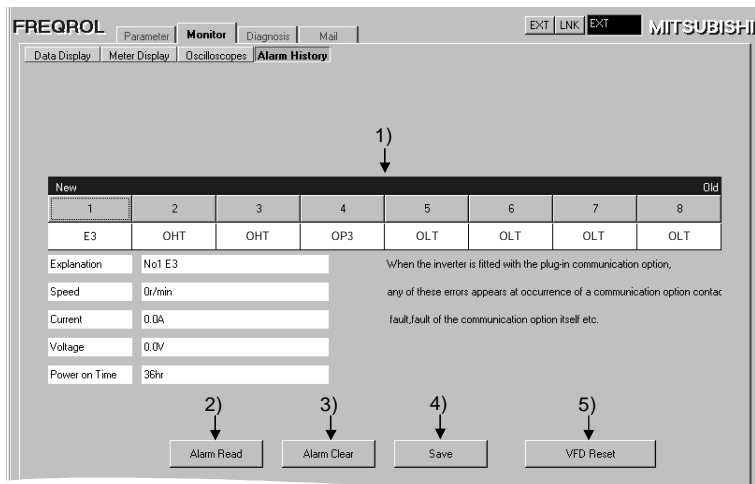 FREQROL Parameter Monitor Diagnosis Mail EXT LNK EXT MITSUBISHI
Data Display Meter Display Oscilloscopes Alarm History
1)
New Old
1 2 3 4 5 6 7 8
E3 OHT OHT OP3 OLT OLT OLT OLT
Explanation No1 E3 When the inverter is fitted with the plug-in communication option,
Speed 0r/min any of these errors appears at occurrence of a communication option contac
Current 0.0A fault,fault of the communication option itself etc.
Voltage 0.0V
Power on Time 36hr
2) 3) 4) 5)
Alarm Read Alarm Clear Save VFD Reset